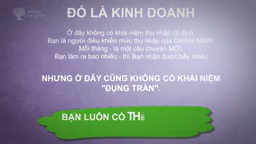 ĐÓ LÀ KINH DOANH
Ở đây không có khái niệm thu nhập cố định.
Bạn là người điều khiển mức thu nhập của CHÍNH MÌNH.
Mỗi tháng - là một câu chuyện MỚI.
Bạn làm ra bao nhiêu - thì Bạn nhận được bấy nhiêu.
NHƯNG Ở ĐÂY CŨNG KHÔNG CÓ KHÁI NIỆM
"ĐỤNG TRẦN".
BẠN LUÔN CÓ THỂ